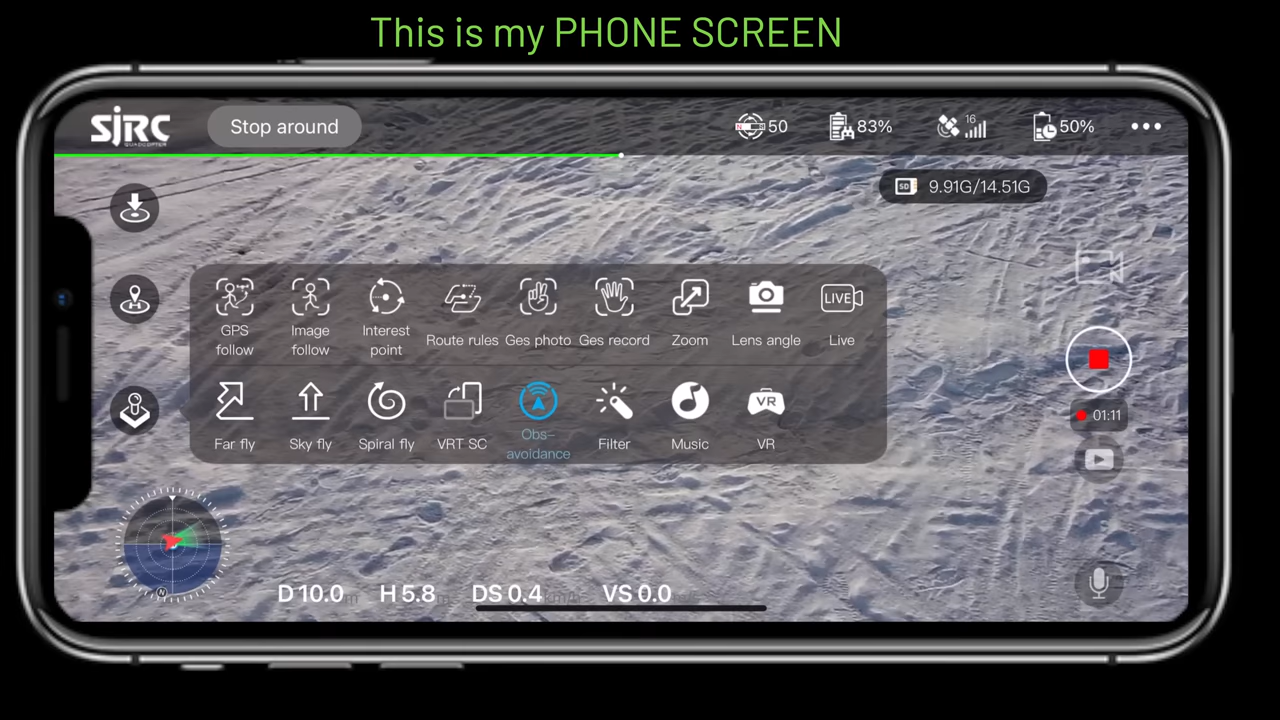 This is my PHONE SCREEN
SJRC
QUADCOPTER
Stop around
50
83%
16
50%
SD
9.91G/14.51G
GPS
follow
Image
follow
Interest
point
Route rules
Ges photo
Ges record
Zoom
Lens angle
LIVE
Live
Far fly
Sky fly
Spiral fly
VRT SC
Obs-
avoidance
Filter
Music
VR
VR
01:11
N
D 10.0m
H 5.8
DS 0.4
VS 0.0